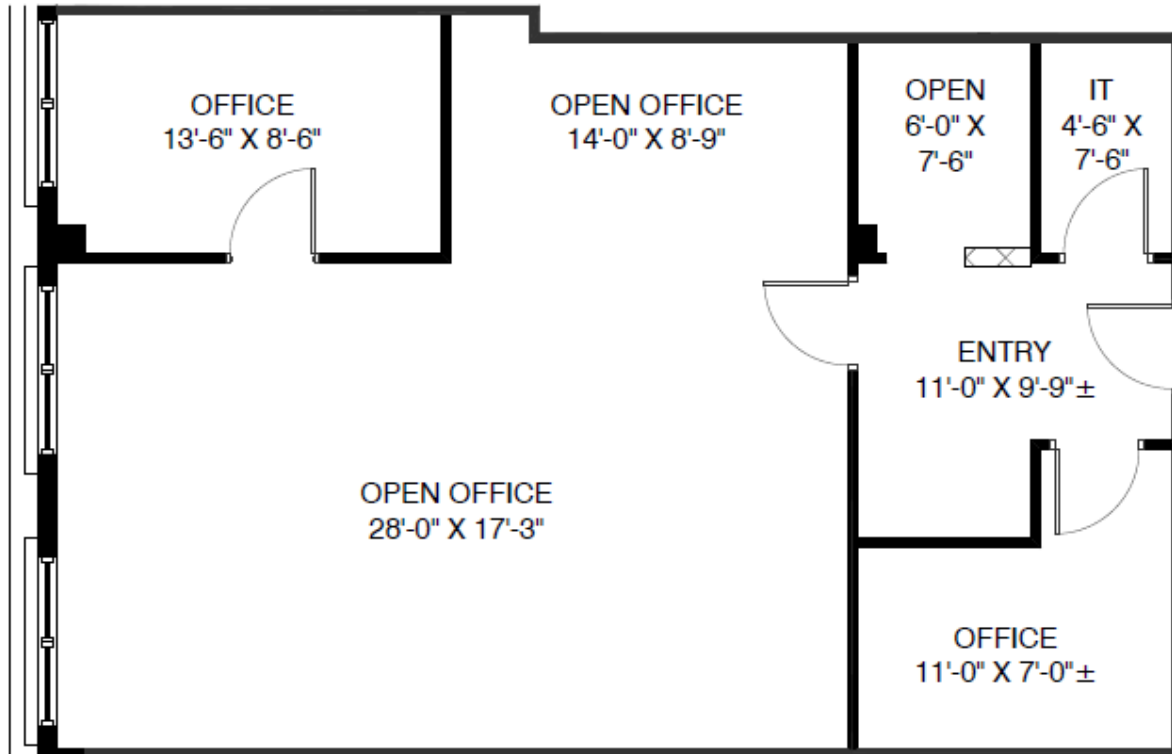 OFFICE
13'-6" X 8'-6"
OPEN OFFICE
14'-0" X 8'-9"
OPEN
6'-0" X
7'-6"
IT
4'-6" X
7'-6"
ENTRY
11'-0" X 9'-9"±
OPEN OFFICE
28'-0" X 17'-3"
OFFICE
11'-0" X 7'-0"±